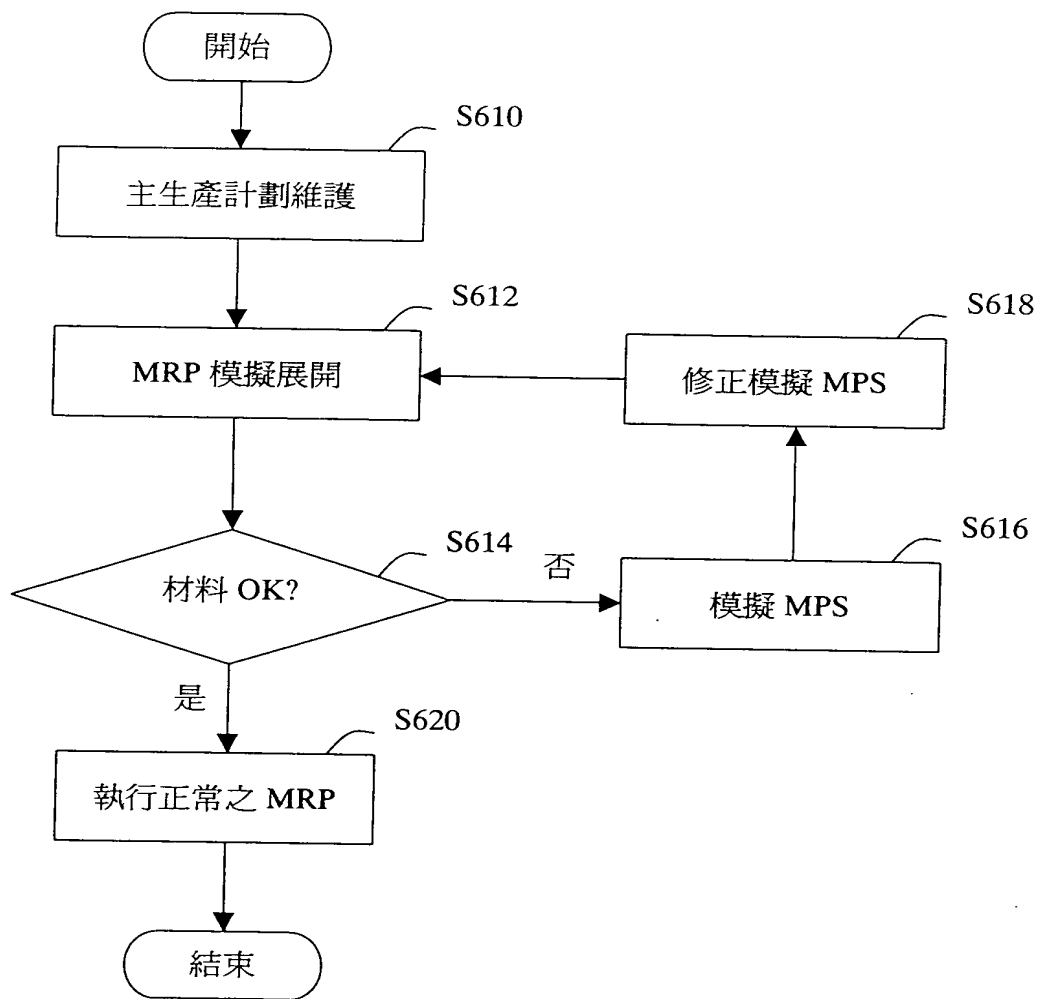 開始
S610
主生產計劃維護
S612
MRP 模擬展開
S618
修正模擬 MPS
S614
材料 OK?
否
S616
模擬 MPS
是
S620
執行正常之 MRP
結束